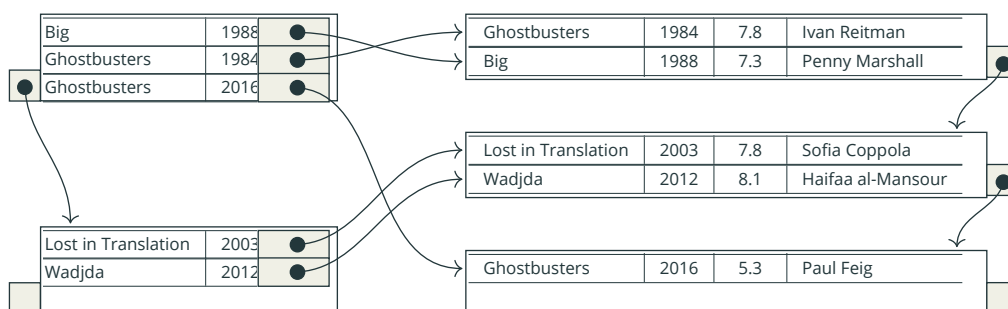 Big 1988
Ghostbusters 1984
Ghostbusters 2016
Lost in Translation 2003
Wadjda 2012
Ghostbusters 1984 7.8 Ivan Reitman
Big 1988 7.3 Penny Marshall
Lost in Translation 2003 7.8 Sofia Coppola
Wadjda 2012 8.1 Haifaa al-Mansour
Ghostbusters 2016 5.3 Paul Feig